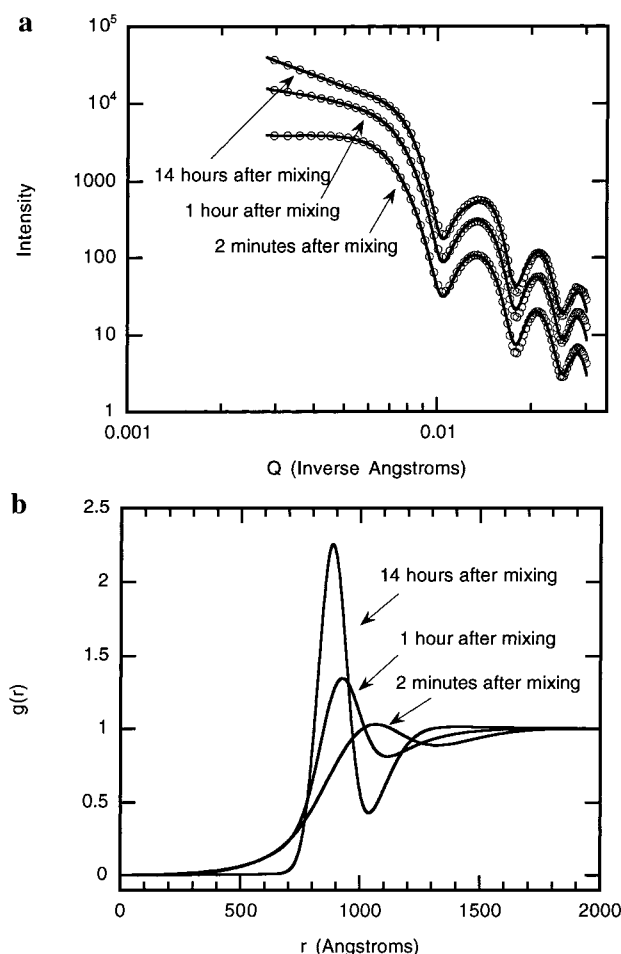 a
10^5
10^4
1000
100
10
1
Intensity
14 hours after mixing
1 hour after mixing
2 minutes after mixing
0.001
0.01
Q (Inverse Angstroms)
b
2.5
2
1.5
1
0.5
0
g(r)
14 hours after mixing
1 hour after mixing
2 minutes after mixing
0
500
1000
1500
2000
r (Angstroms)